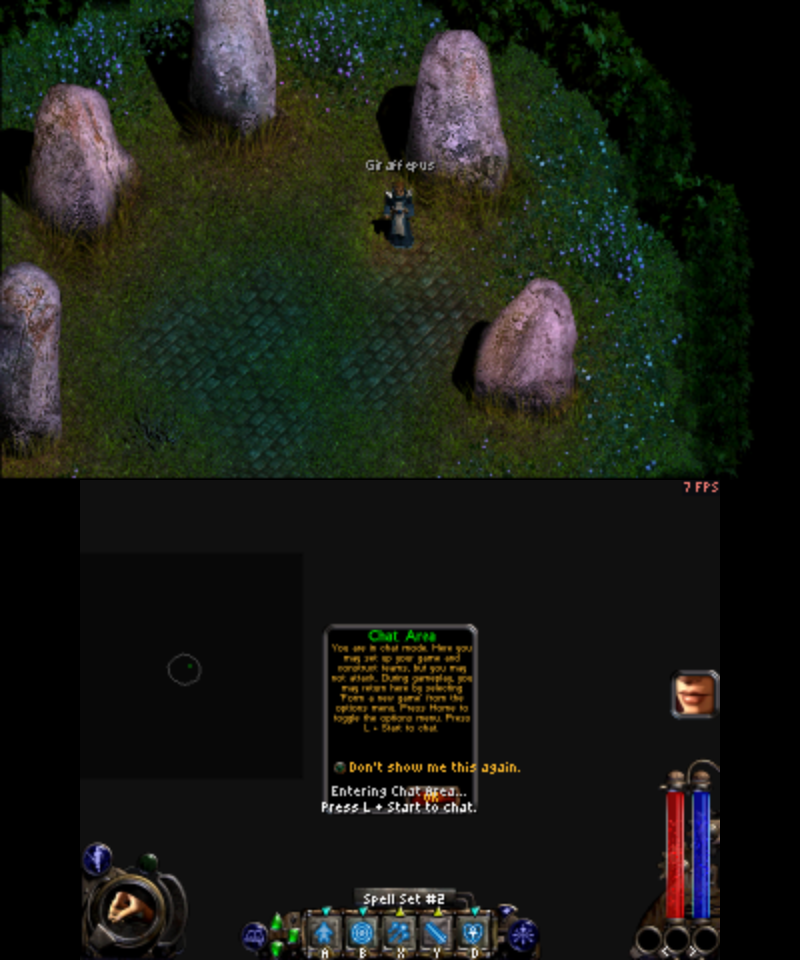 Giraffepus
7 FPS
Chat Area
You are in chat mode. Here you
may set up your game and
construct teams, but you may
not attack. During gameplay, you
may return here by selecting
'Form a new game' from the
options menu. Press Home to
toggle the options menu. Press
L + Start to chat.
Don't show me this again.
OK
Entering Chat Area...
Press L + Start to chat.
Spell Set #2
A B X Y D